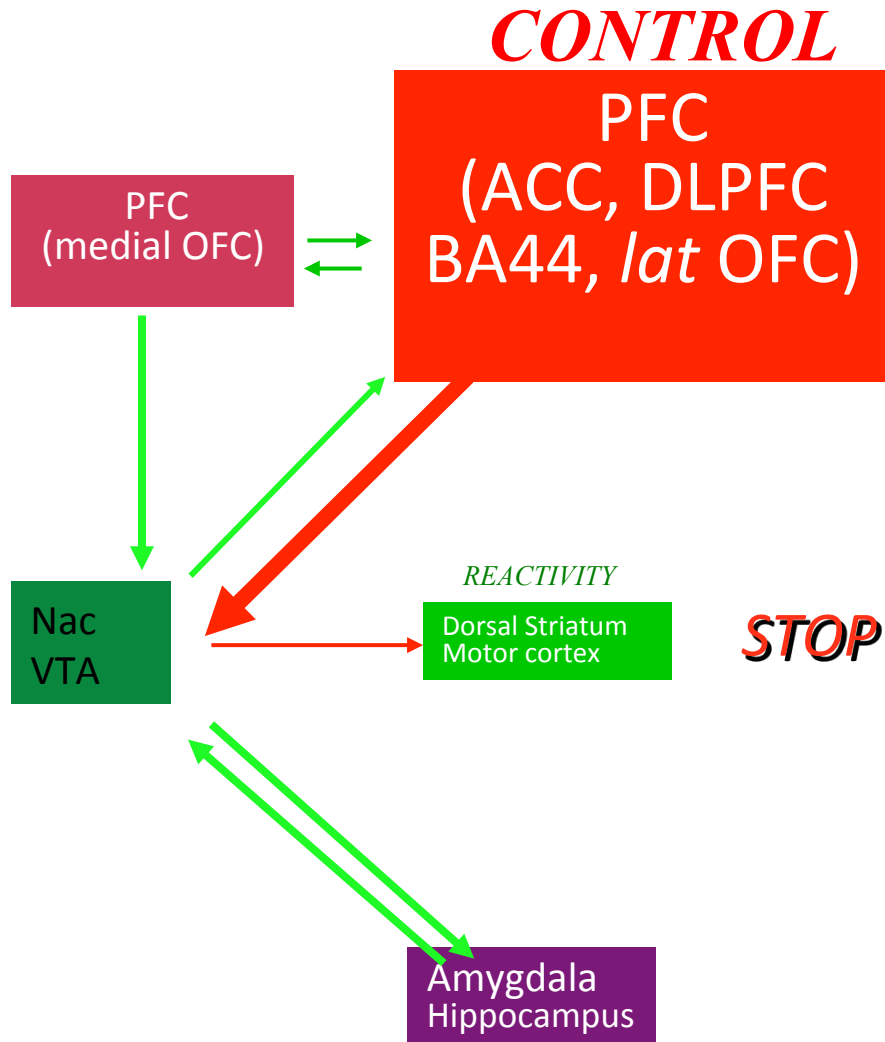 CONTROL
PFC
(ACC, DLPFC
BA44, lat OFC)
PFC
(medial OFC)
REACTIVITY
Nac
VTA
Dorsal Striatum
Motor cortex
STOP
Amygdala
Hippocampus